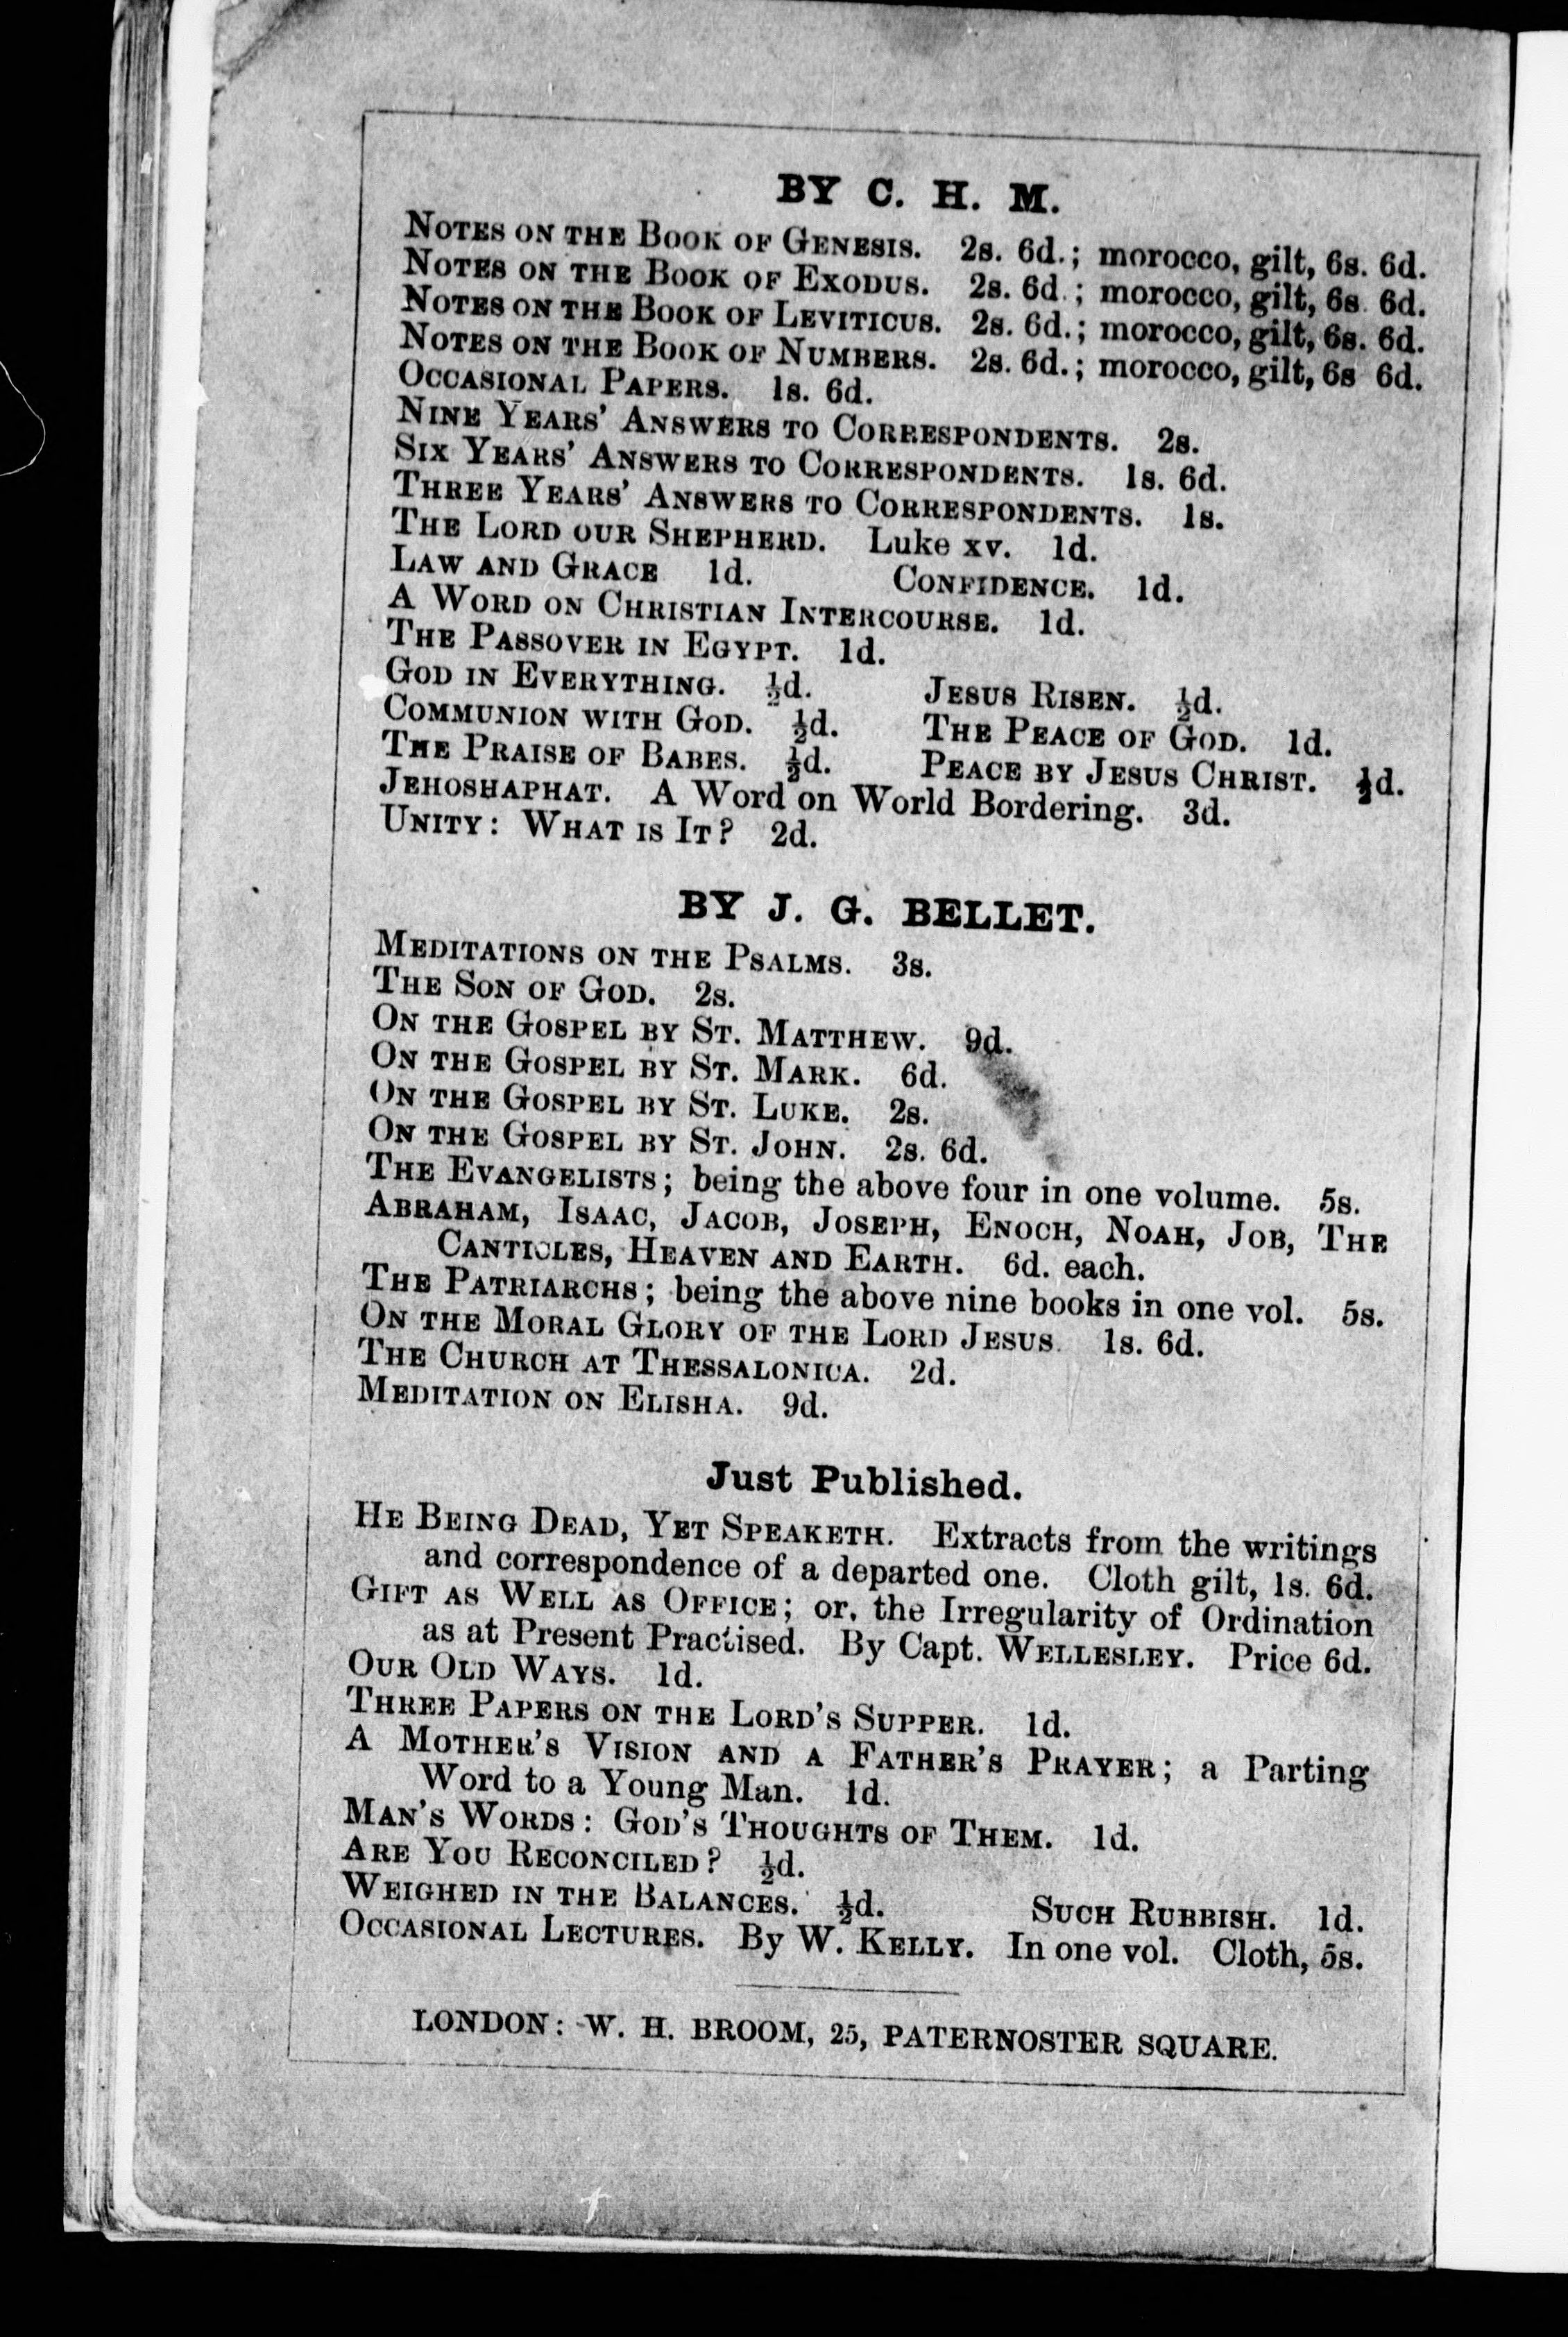 BY C. H. M.
NOTES ON THE BOOK OF GENESIS. 2s. 6d.; morocco, gilt, 6s. 6d.
NOTES ON THE BOOK OF EXODUS. 2s. 6d.; morocco, gilt, 6s. 6d.
NOTES ON THE BOOK OF LEVITICUS. 2s. 6d.; morocco, gilt, 6s. 6d.
NOTES ON THE BOOK OF NUMBERS. 2s. 6d.; morocco, gilt, 6s 6d.
OCCASIONAL PAPERS. 1s. 6d.
NINE YEARS' ANSWERS TO CORRESPONDENTS. 2s.
SIX YEARS' ANSWERS TO CORRESPONDENTS. 1s. 6d.
THREE YEARS' ANSWERS TO CORRESPONDENTS. 1s.
THE LORD OUR SHEPHERD. Luke xv. 1d.
LAW AND GRACE 1d. CONFIDENCE. 1d.
A WORD ON CHRISTIAN INTERCOURSE. 1d.
THE PASSOVER IN EGYPT. 1d.
GOD IN EVERYTHING. ½d. JESUS RISEN. ½d.
COMMUNION WITH GOD. ½d. THE PEACE OF GOD. 1d.
THE PRAISE OF BABES. ½d. PEACE BY JESUS CHRIST. ½d.
JEHOSHAPHAT. A Word on World Bordering. 3d.
UNITY: WHAT IS IT? 2d.
BY J. G. BELLET.
MEDITATIONS ON THE PSALMS. 3s.
THE SON OF GOD. 2s.
ON THE GOSPEL BY ST. MATTHEW. 9d.
ON THE GOSPEL BY ST. MARK. 6d.
ON THE GOSPEL BY ST. LUKE. 2s.
ON THE GOSPEL BY ST. JOHN. 2s. 6d.
THE EVANGELISTS; being the above four in one volume. 5s.
ABRAHAM, ISAAC, JACOB, JOSEPH, ENOCH, NOAH, JOB, THE
CANTICLES, HEAVEN AND EARTH. 6d. each.
THE PATRIARCHS; being the above nine books in one vol. 5s.
ON THE MORAL GLORY OF THE LORD JESUS. 1s. 6d.
THE CHURCH AT THESSALONICA. 2d.
MEDITATION ON ELISHA. 9d.
Just Published.
HE BEING DEAD, YET SPEAKETH. Extracts from the writings
and correspondence of a departed one. Cloth gilt, 1s. 6d.
GIFT AS WELL AS OFFICE; or, the Irregularity of Ordination
as at Present Practised. By Capt. WELLESLEY. Price 6d.
OUR OLD WAYS. 1d.
THREE PAPERS ON THE LORD'S SUPPER. 1d.
A MOTHER'S VISION AND A FATHER'S PRAYER; a Parting
Word to a Young Man. 1d.
MAN'S WORDS: GOD'S THOUGHTS OF THEM. 1d.
ARE YOU RECONCILED? ½d.
WEIGHED IN THE BALANCES. ½d. SUCH RUBBISH. 1d.
OCCASIONAL LECTURES. By W. KELLY. In one vol. Cloth, 5s.
LONDON: W. H. BROOM, 25, PATERNOSTER SQUARE.